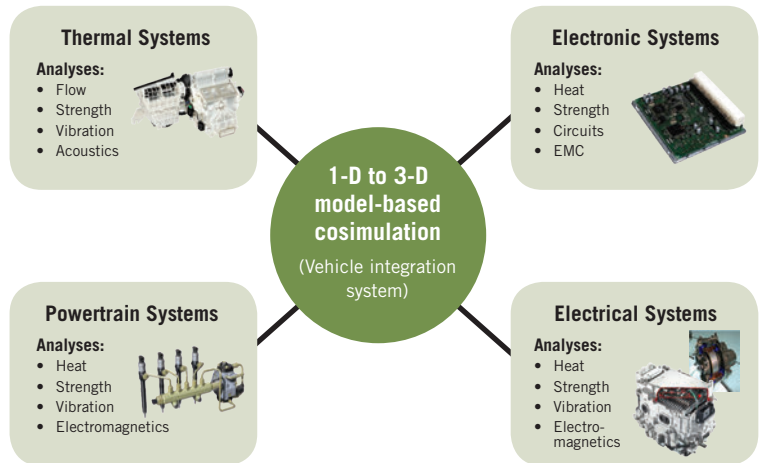 Thermal Systems
Analyses:
• Flow
• Strength
• Vibration
• Acoustics
Electronic Systems
Analyses:
• Heat
• Strength
• Circuits
• EMC
1-D to 3-D
model-based
cosimulation
(Vehicle integration
system)
Powertrain Systems
Analyses:
• Heat
• Strength
• Vibration
• Electromagnetics
Electrical Systems
Analyses:
• Heat
• Strength
• Vibration
• Electro-
magnetics